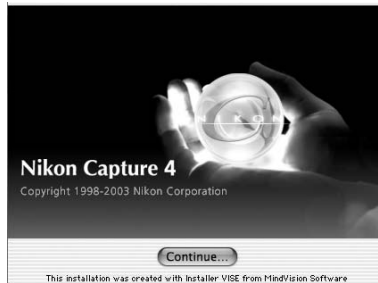 NIKON
Nikon Capture 4
Copyright 1998-2003 Nikon Corporation
Continue...
This installation was created with Installer VISE from MindVision Software